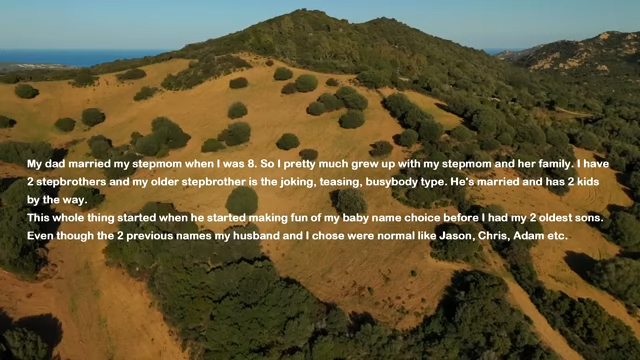 My dad married my stepmom when I was 8. So I pretty much grew up with my stepmom and her family. I have
2 stepbrothers and my older stepbrother is the joking, teasing, busybody type. He's married and has 2 kids
by the way.
This whole thing started when he started making fun of my baby name choice before I had my 2 oldest sons.
Even though the 2 previous names my husband and I chose were normal like Jason, Chris, Adam etc.